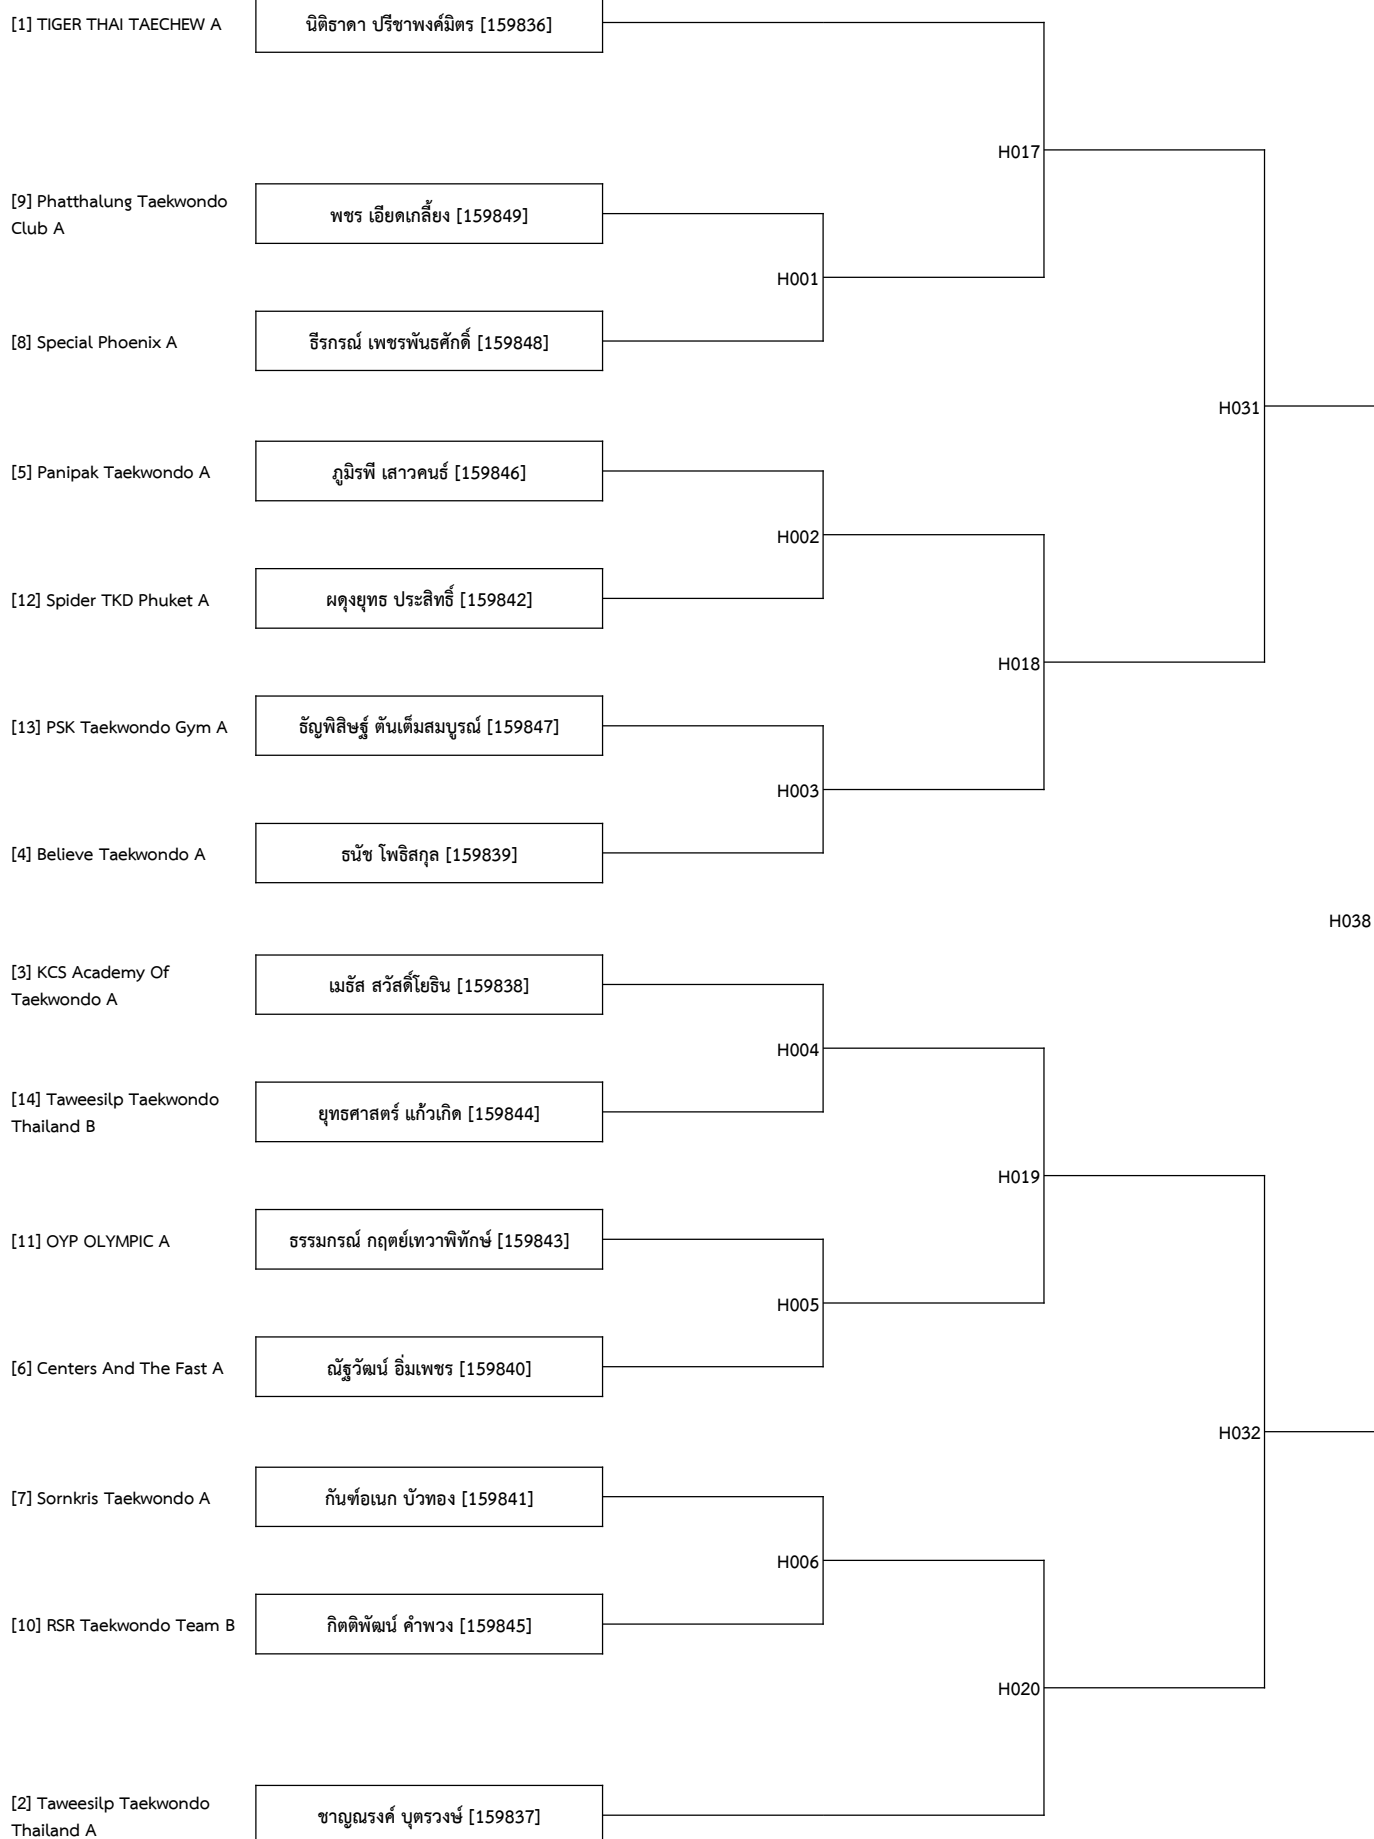 [1] TIGER THAI TAECHEW A
นิติธาดา ปรีชาพงค์มิตร [159836]
H017
[9] Phatthalung Taekwondo
Club A
พชร เอียดเกลี้ยง [159849]
H001
[8] Special Phoenix A
ธีรกรณ์ เพชรพันธศักดิ์ [159848]
H031
[5] Panipak Taekwondo A
ภูมิรพี เสาวคนธ์ [159846]
H002
[12] Spider TKD Phuket A
ผดุงยุทธ ประสิทธิ์ [159842]
H018
[13] PSK Taekwondo Gym A
ธัญพิสิษฐ์ ตันเต็มสมบูรณ์ [159847]
H003
[4] Believe Taekwondo A
ธนัช โพธิสกุล [159839]
H038
[3] KCS Academy Of
Taekwondo A
เมธัส สวัสดิ์โยธิน [159838]
H004
[14] Taweesilp Taekwondo
Thailand B
ยุทธศาสตร์ แก้วเกิด [159844]
H019
[11] OYP OLYMPIC A
ธรรมกรณ์ กฤตย์เทวาพิทักษ์ [159843]
H005
[6] Centers And The Fast A
ณัฐวัฒน์ อิ่มเพชร [159840]
H032
[7] Sornkris Taekwondo A
กันฑ์อเนก บัวทอง [159841]
H006
[10] RSR Taekwondo Team B
กิตติพัฒน์ คำพวง [159845]
H020
[2] Taweesilp Taekwondo
Thailand A
ชาญณรงค์ บุตรวงษ์ [159837]